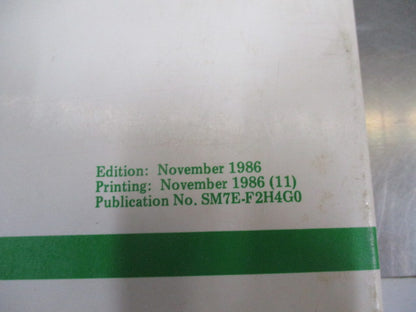 Edition: November 1986
Printing: November 1986 (11)
Publication No. SM7E-F2H4G0